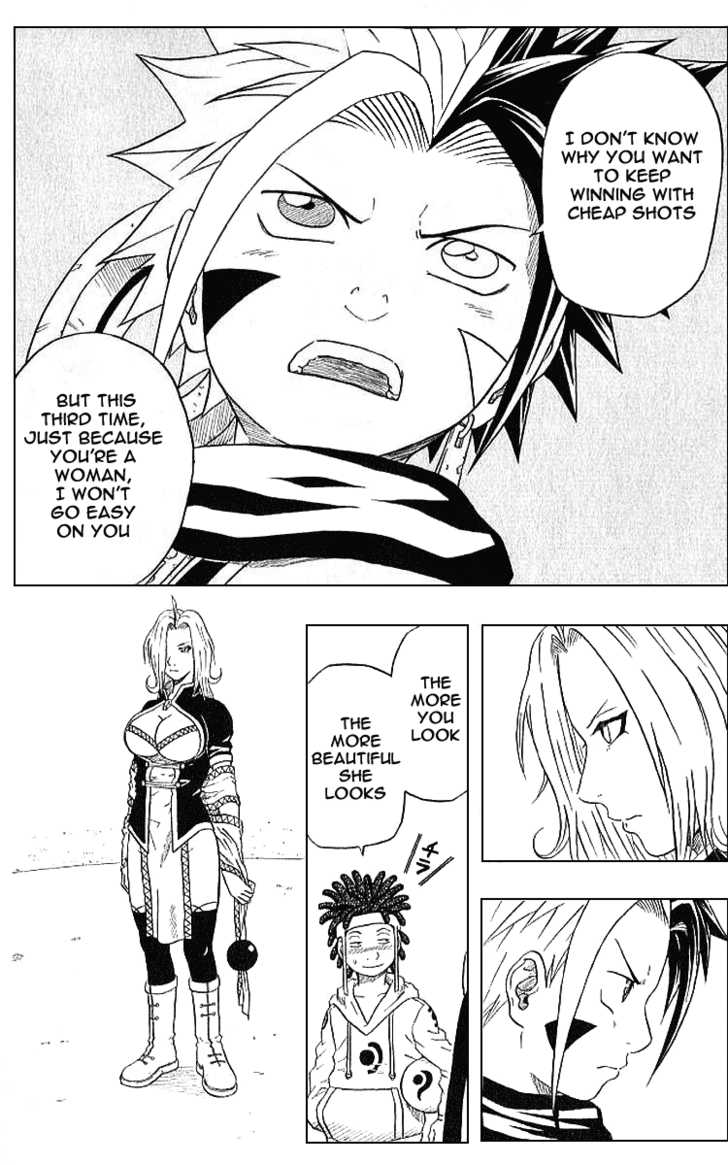 I DON'T KNOW
WHY YOU WANT
TO KEEP
WINNING WITH
CHEAP SHOTS
BUT THIS
THIRD TIME,
JUST BECAUSE
YOU'RE A
WOMAN,
I WON'T
GO EASY
ON YOU
THE
MORE
YOU
LOOK
THE
MORE
BEAUTIFUL
SHE
LOOKS